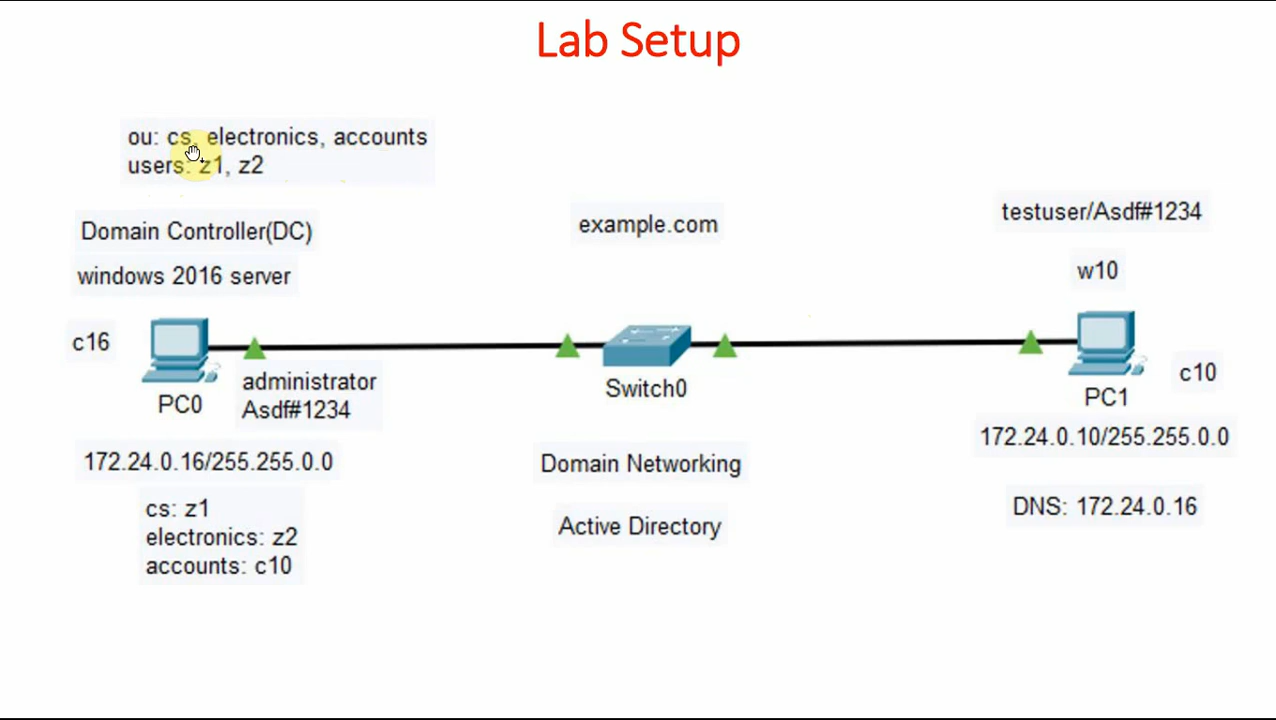 Lab Setup
ou: cs, electronics, accounts
users: z1, z2
Domain Controller(DC)
windows 2016 server
example.com
testuser/Asdf#1234
w10
c16
PC0
administrator
Asdf#1234
Switch0
PC1
c10
172.24.0.16/255.255.0.0
cs: z1
electronics: z2
accounts: c10
Domain Networking
Active Directory
172.24.0.10/255.255.0.0
DNS: 172.24.0.16